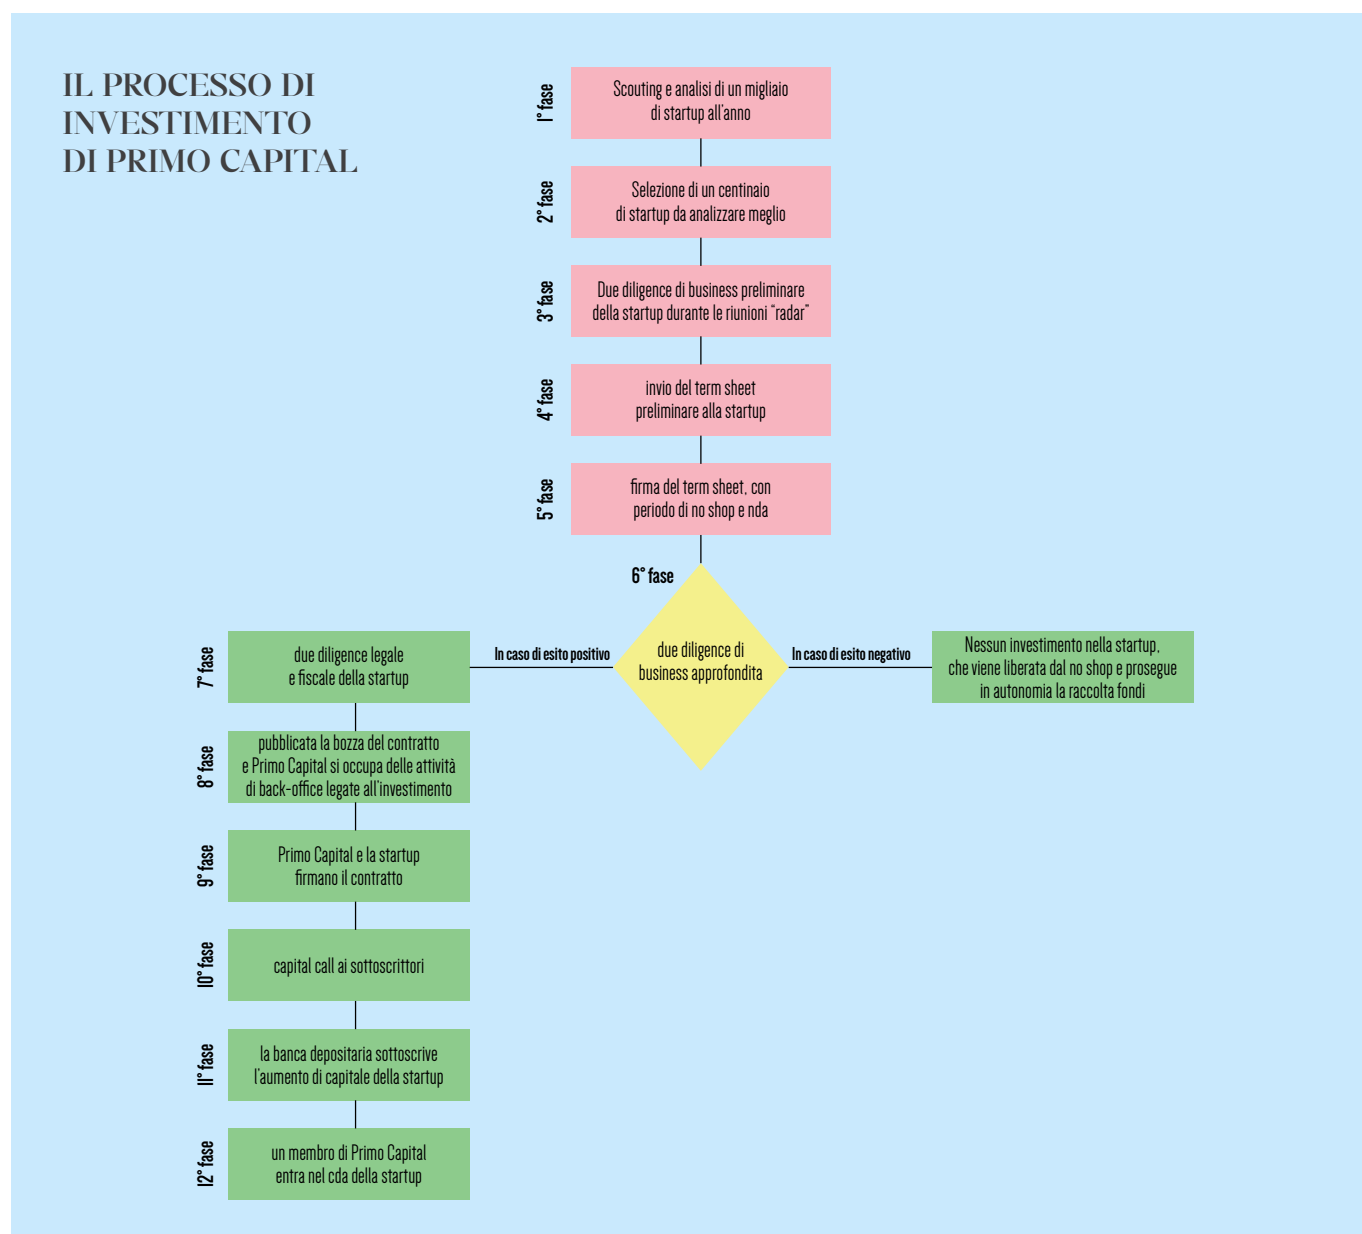 IL PROCESSO DI
INVESTIMENTO
DI PRIMO CAPITAL
1° fase
Scouting e analisi di un migliaio
di startup all'anno
2° fase
Selezione di un centinaio
di startup da analizzare meglio
3° fase
Due diligence di business preliminare
della startup durante le riunioni “radar”
4° fase
invio del term sheet
preliminare alla startup
5° fase
firma del term sheet, con
periodo di no shop e nda
6° fase
due diligence di
business approfondita
In caso di esito positivo
In caso di esito negativo
Nessun investimento nella startup,
che viene liberata dal no shop e prosegue
in autonomia la raccolta fondi
7° fase
due diligence legale
e fiscale della startup
8° fase
pubblicata la bozza del contratto
e Primo Capital si occupa delle attività
di back-office legate all'investimento
9° fase
Primo Capital e la startup
firmano il contratto
10° fase
capital call ai sottoscrittori
11° fase
la banca depositaria sottoscrive
l'aumento di capitale della startup
12° fase
un membro di Primo Capital
entra nel cda della startup